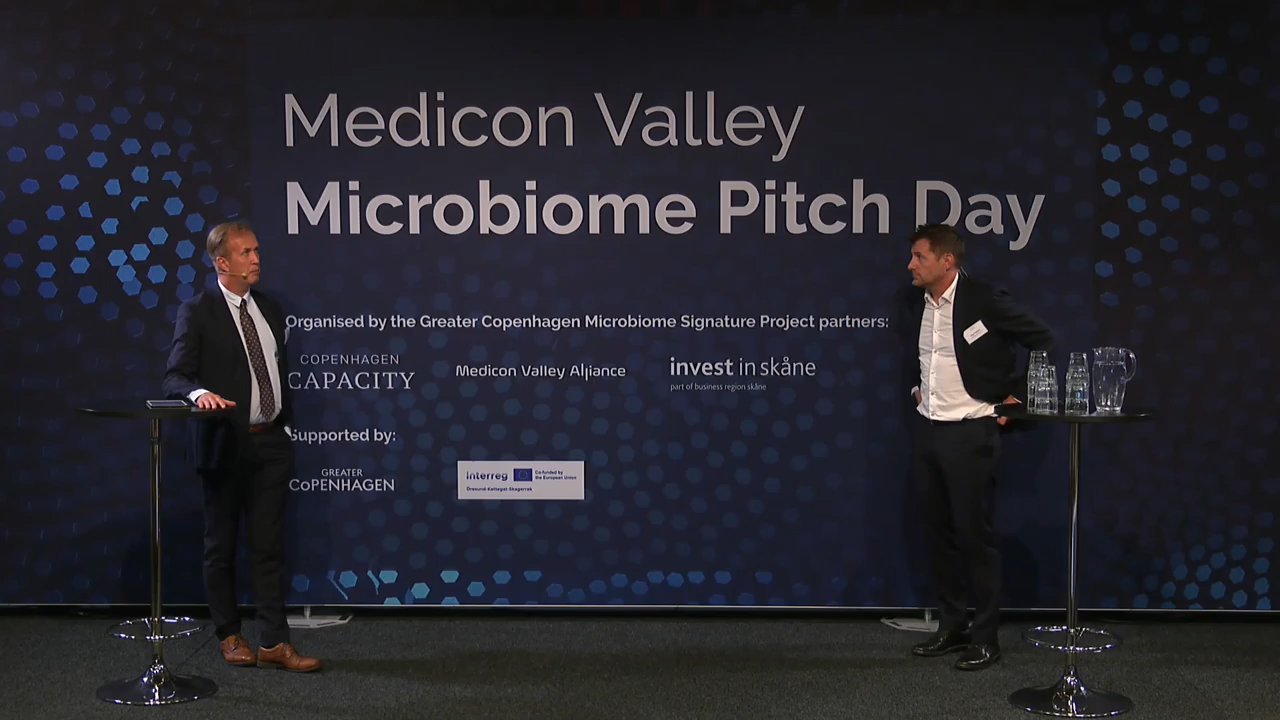 Medicon Valley
Microbiome Pitch Day
Organised by the Greater Copenhagen Microbiome Signature Project partners:
COPENHAGEN
CAPACITY
Medicon Valley Alliance
invest in skåne
part of business region skåne
Supported by:
GREATER
COPENHAGEN
interreg
Co-funded by
the European Union
Öresund-Kattegat-Skagerrak